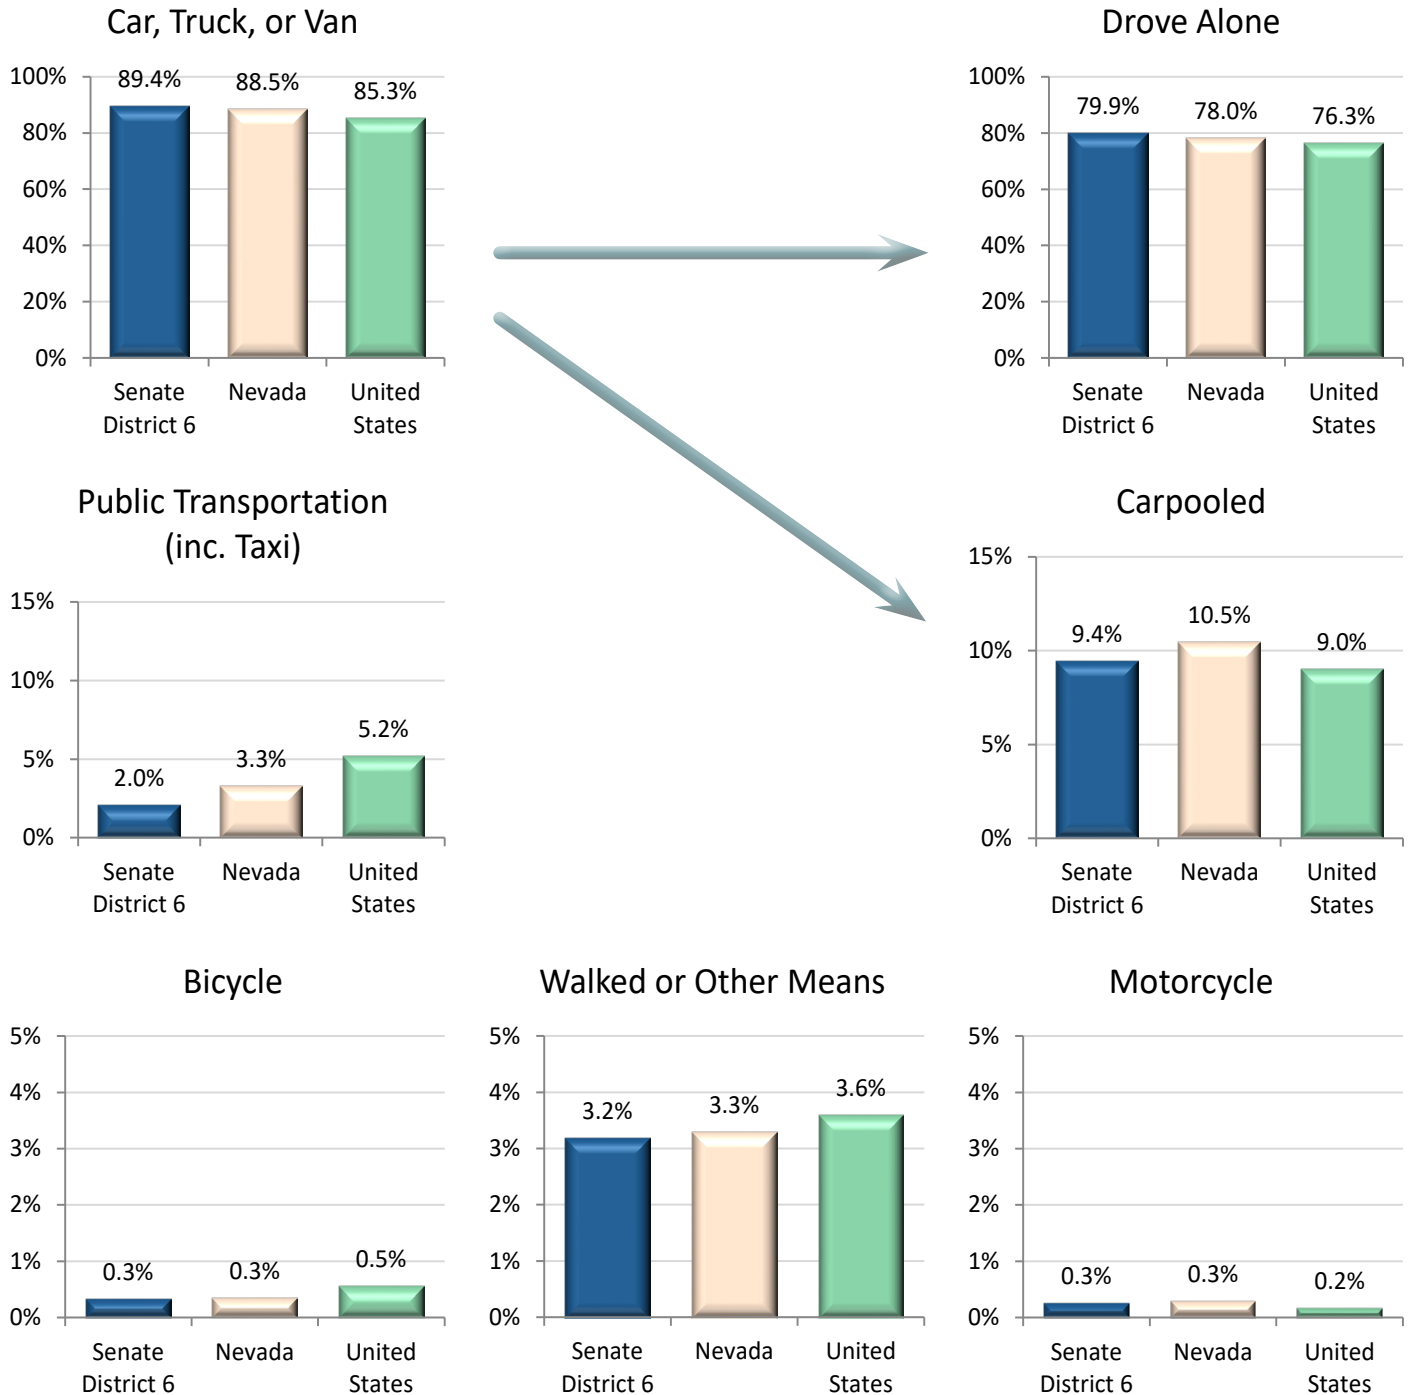 Car, Truck, or Van
100%
80%
60%
40%
20%
0%
89.4%
88.5%
85.3%
Senate
District 6
Nevada
United
States
Drove Alone
100%
80%
60%
40%
20%
0%
79.9%
78.0%
76.3%
Senate
District 6
Nevada
United
States
Public Transportation
(inc. Taxi)
15%
10%
5%
0%
2.0%
3.3%
5.2%
Senate
District 6
Nevada
United
States
Carpooled
15%
10%
5%
0%
9.4%
10.5%
9.0%
Senate
District 6
Nevada
United
States
Bicycle
5%
4%
3%
2%
1%
0%
0.3%
0.3%
0.5%
Senate
District 6
Nevada
United
States
Walked or Other Means
5%
4%
3%
2%
1%
0%
3.2%
3.3%
3.6%
Senate
District 6
Nevada
United
States
Motorcycle
5%
4%
3%
2%
1%
0%
0.3%
0.3%
0.2%
Senate
District 6
Nevada
United
States